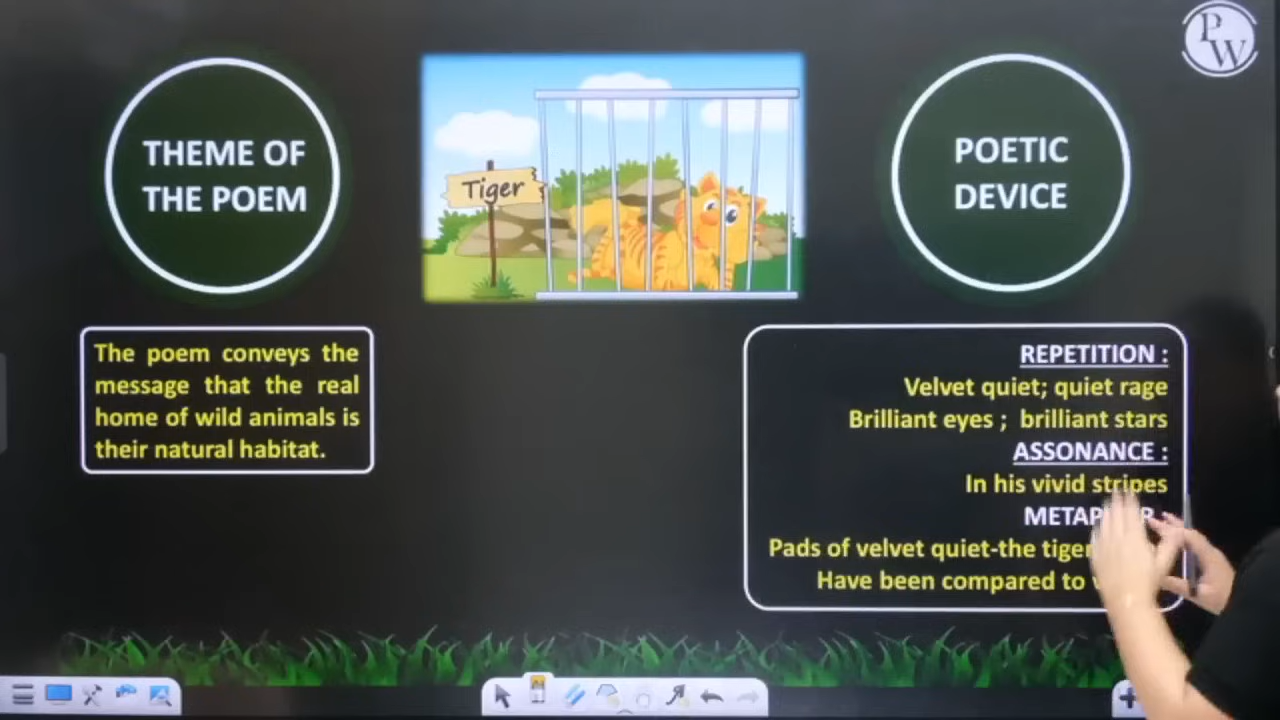 PW
THEME OF
THE POEM
Tiger
POETIC
DEVICE
The poem conveys the
message that the real
home of wild animals is
their natural habitat.
REPETITION :
Velvet quiet; quiet rage
Brilliant eyes ; brilliant stars
ASSONANCE :
In his vivid stripes
Pads of velvet quiet-the
Have been compared to